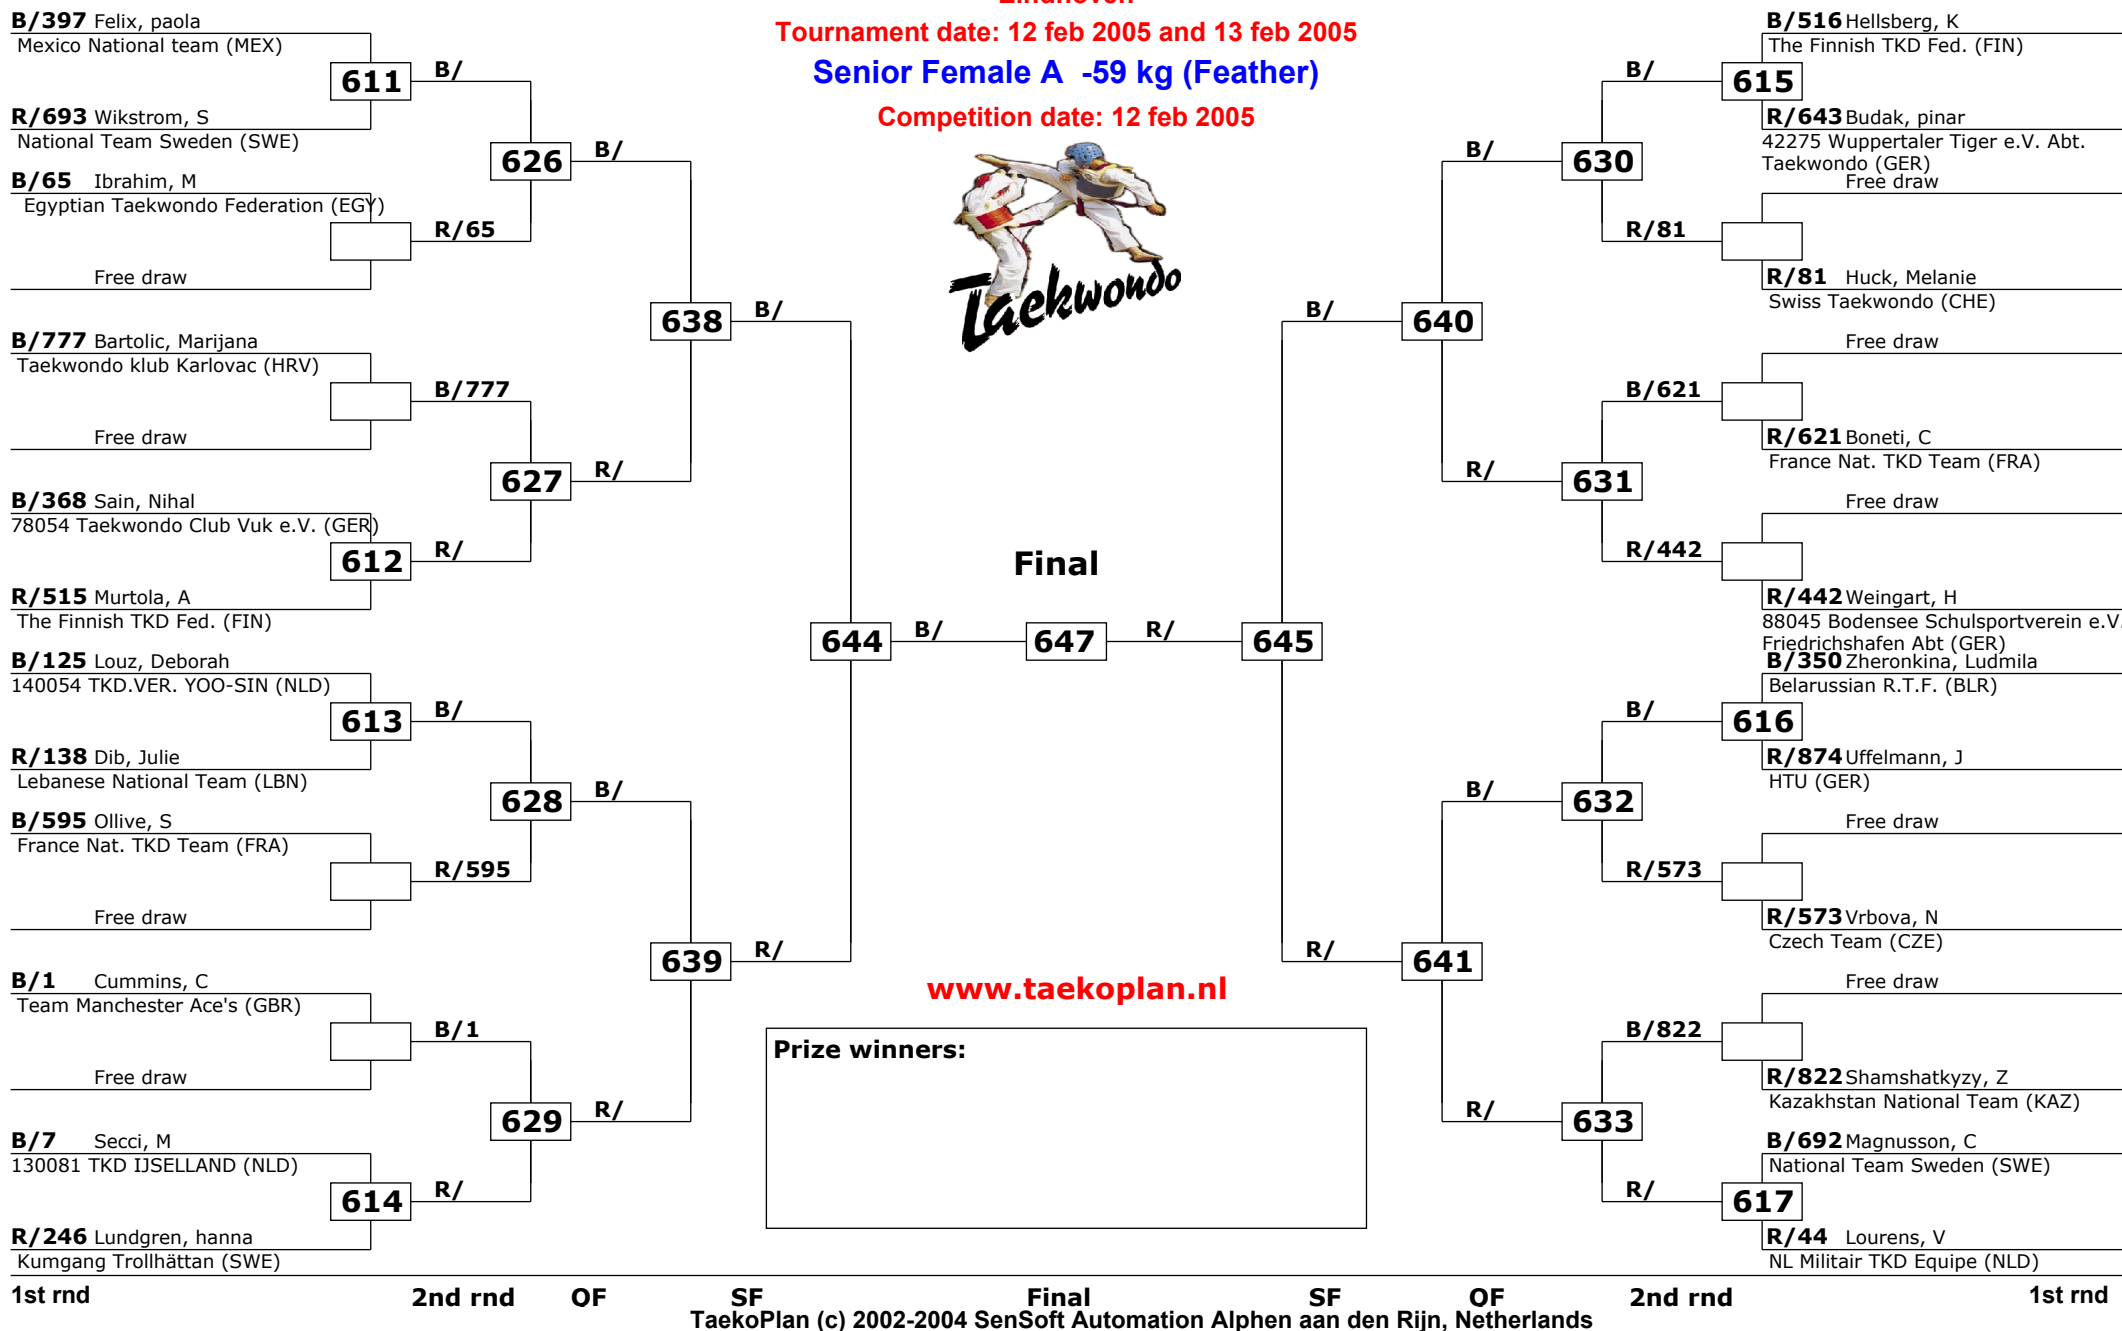 Eindhoven
Tournament date: 12 feb 2005 and 13 feb 2005
Senior Female A -59 kg (Feather)
Competition date: 12 feb 2005
Taekwondo
B/397 Felix, paola
Mexico National team (MEX)
611
B/
R/693 Wikstrom, S
National Team Sweden (SWE)
626
B/
B/65 Ibrahim, M
Egyptian Taekwondo Federation (EGY)
R/65
Free draw
638
B/
B/777 Bartolic, Marijana
Taekwondo klub Karlovac (HRV)
B/777
Free draw
627
R/
B/368 Sain, Nihal
78054 Taekwondo Club Vuk e.V. (GER)
612
R/
R/515 Murtola, A
The Finnish TKD Fed. (FIN)
644
B/
B/125 Louz, Deborah
140054 TKD.VER. YOO-SIN (NLD)
613
B/
R/138 Dib, Julie
Lebanese National Team (LBN)
628
B/
B/595 Ollive, S
France Nat. TKD Team (FRA)
R/595
Free draw
639
R/
B/1 Cummins, C
Team Manchester Ace's (GBR)
B/1
Free draw
629
R/
B/7 Secci, M
130081 TKD IJSELLAND (NLD)
614
R/
R/246 Lundgren, hanna
Kumgang Trollhättan (SWE)
Final
647
R/
645
B/516 Hellsberg, K
The Finnish TKD Fed. (FIN)
B/
615
R/643 Budak, pinar
42275 Wuppertaler Tiger e.V. Abt.
Taekwondo (GER)
B/
630
Free draw
R/81
R/81 Huck, Melanie
Swiss Taekwondo (CHE)
B/
640
Free draw
B/621
R/621 Boneti, C
France Nat. TKD Team (FRA)
R/
631
Free draw
R/442
R/442 Weingart, H
88045 Bodensee Schulsportverein e.V.
Friedrichshafen Abt (GER)
B/350 Zheronkina, Ludmila
Belarussian R.T.F. (BLR)
B/
616
R/874 Uffelmann, J
HTU (GER)
B/
632
Free draw
R/573
R/573 Vrbova, N
Czech Team (CZE)
R/
641
Free draw
B/822
R/822 Shamshatkyzy, Z
Kazakhstan National Team (KAZ)
R/
633
B/692 Magnusson, C
National Team Sweden (SWE)
R/
617
R/44 Lourens, V
NL Militair TKD Equipe (NLD)
www.taekoplan.nl
Prize winners:
1st rnd 2nd rnd QF SF Final SF QF 2nd rnd 1st rnd
TaekoPlan (c) 2002-2004 SenSoft Automation Alphen aan den Rijn, Netherlands